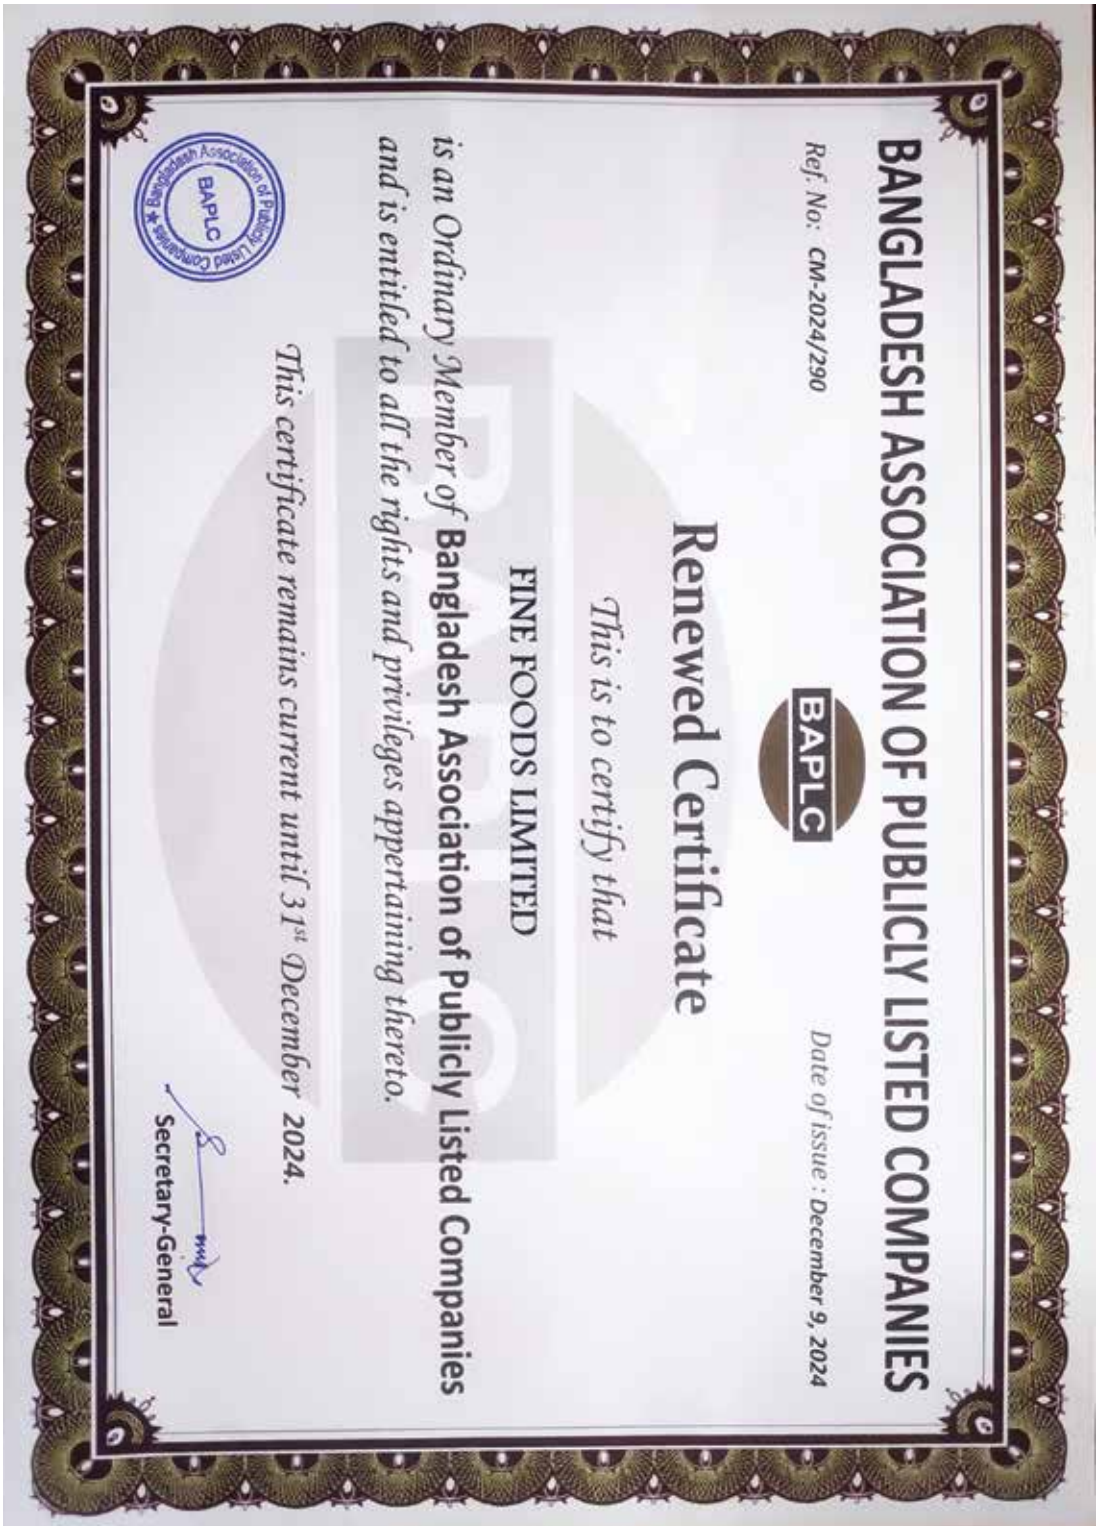 BANGLADESH ASSOCIATION OF PUBLICLY LISTED COMPANIES
Ref. No: CM-2024/290
Date of issue : December 9, 2024
BAPLC
Renewed Certificate
This is to certify that
FINE FOODS LIMITED
is an Ordinary Member of Bangladesh Association of Publicly Listed Companies
and is entitled to all the rights and privileges appertaining thereto.
This certificate remains current until 31st December 2024.
BAPLC
Bangladesh Association of Publicly Listed Companies ★
BAPLC
Secretary-General